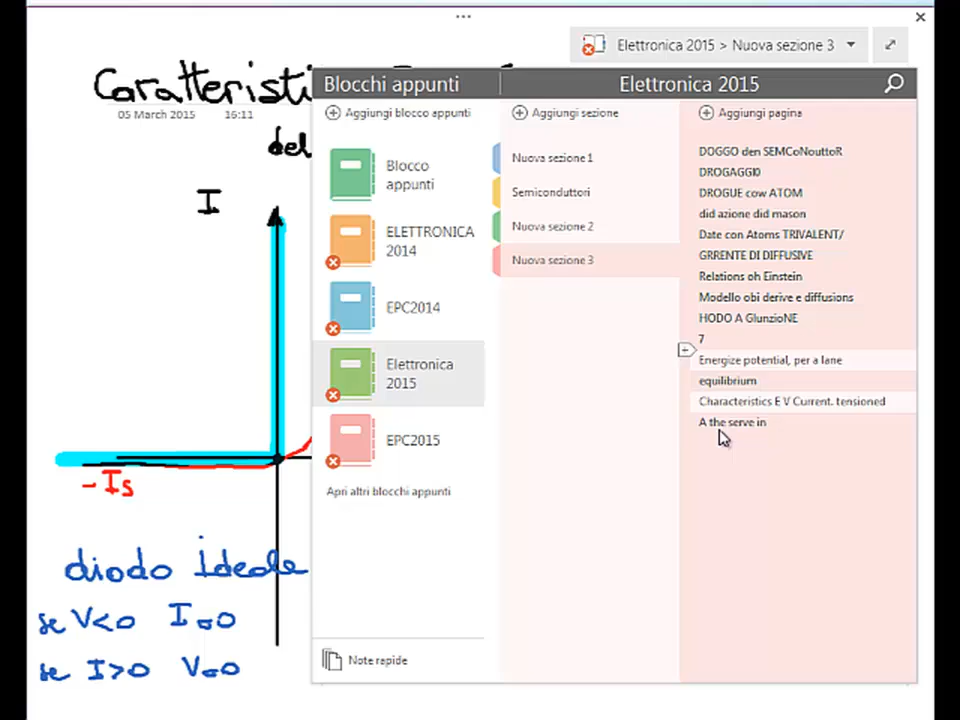 Elettronica 2015 > Nuova sezione 3
Caratteristi
05 March 2015 16:11
del
I
-Is
diodo ideale
se V<0 I=0
se I>0 V=0
Blocchi appunti
Elettronica 2015
Aggiungi blocco appunti
Blocco
appunti
ELETTRONICA
2014
EPC2014
Elettronica
2015
EPC2015
Apri altri blocchi appunti
Note rapide
Aggiungi sezione
Nuova sezione 1
Semiconduttori
Nuova sezione 2
Nuova sezione 3
Aggiungi pagina
DOGGO den SEMCoNouttoR
DROGAGGI0
DROGUE cow ATOM
did azione did mason
Date con Atoms TRIVALENT/
GRRENTE DI DIFFUSIVE
Relations oh Einstein
Modello obi derive e diffusions
HODO A GlunzioNE
7
Energize potential, per a lane
equilibrium
Characteristics E V Current. tensioned
A the serve in